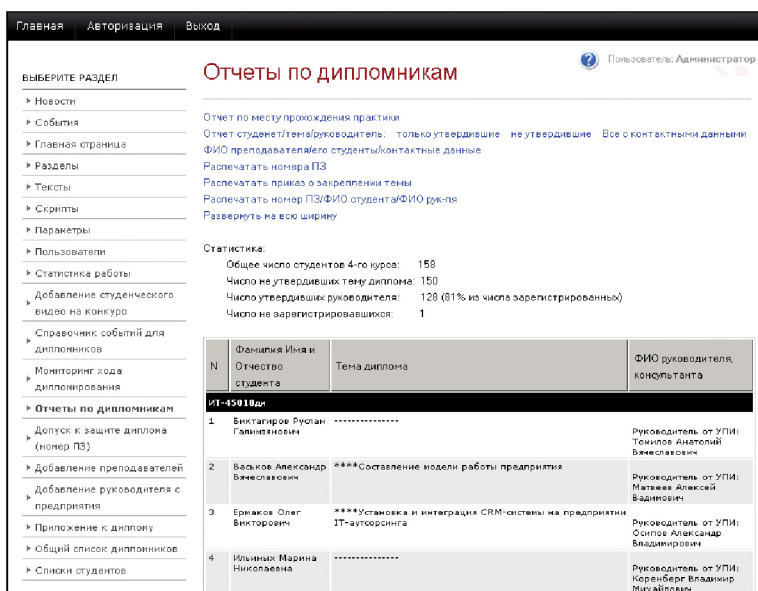 Главная Авторизация Выход
Пользователь: Администратор
ВЫБЕРИТЕ РАЗДЕЛ
Новости
События
Главная страница
Разделы
Тексты
Скрипты
Параметры
Пользователи
Статистика работы
Добавление студенческого
видео на конкурс
Справочник событий для
дипломников
Мониторинг хода
дипломирования
Отчеты по дипломникам
Допуск к защите диплома
(номер ПЗ)
Добавление преподавателей
Добавление руководителя с
предприятия
Приложение к диплому
Общий список дипломников
Списки студентов
Отчеты по дипломникам
Отчет по месту прохождения практики
Отчет студенет/тема/руководитель: только утвердившие не утвердившие Все с контактными данными
ФИО преподавателя/его студенты/контактные данные
Распечатать номера ПЗ
Распечатать приказ о закреплении темы
Распечатать номер ПЗ/ФИО студента/ФИО рук-ля
Развернуть на всю ширину
Статистика:
Общее число студентов 4-го курса: 158
Число не утвердивших тему диплома: 150
Число утвердивших руководителя: 128 (81% из числа зарегистрированных)
Число не зарегистрировавшихся: 1
N Фамилия Имя и Отчество студента Тема диплома ФИО руководителя, консультанта
ИТ-45010ди
1 Биктагиров Руслан --------------
Галимзянович
Руководитель от УПИ:
Томилов Анатолий
Вячеславович
2 Васьков Александр ****Составление модели работы предприятия
Вячеславович
Руководитель от УПИ:
Матвеев Алексей
Вадимович
3 Ермаков Олег ****Установка и интеграция CRM-системы на предприятии
Викторович IT-аутсорсинга
Руководитель от УПИ:
Осипов Александр
Владимирович
4 Ильиных Марина --------------
Николаевна
Руководитель от УПИ:
Коренберг Владимир
Михайлович